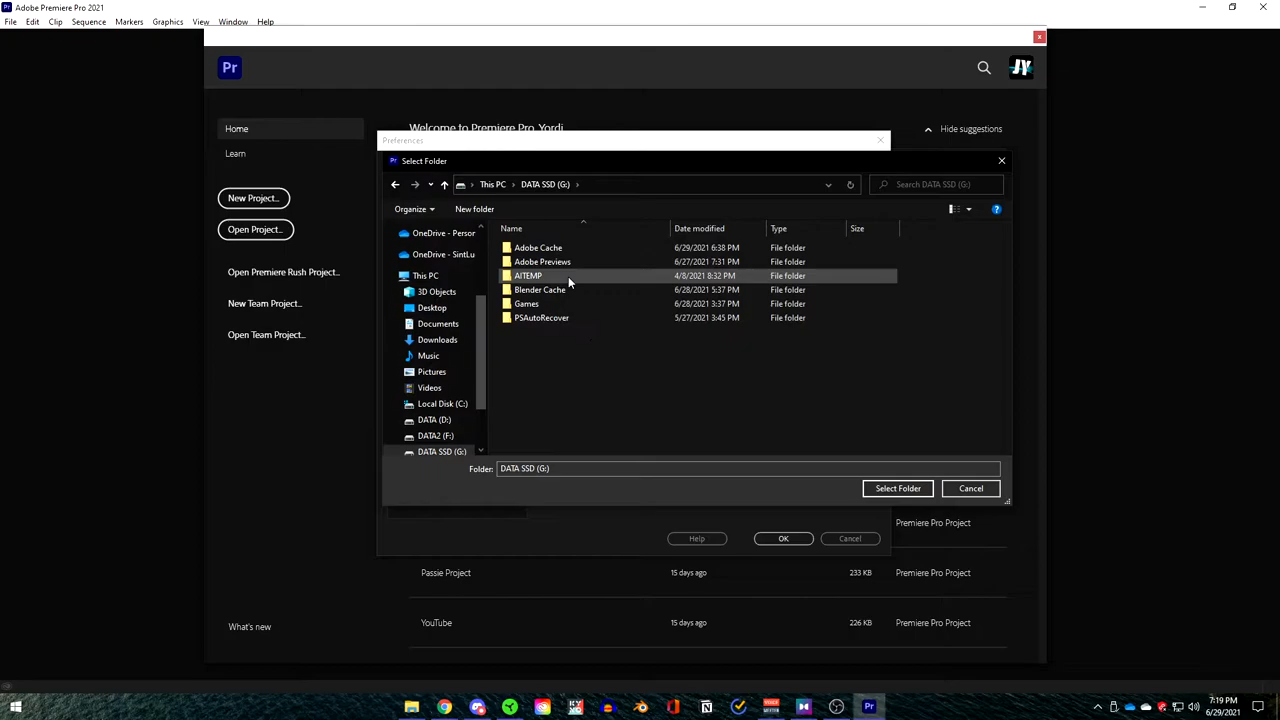 Adobe Premiere Pro 2021
File Edit Clip Sequence Markers Graphics View Window Help
x
Pr
JY
Home
Learn
New Project...
Open Project...
Open Premiere Rush Project...
New Team Project...
Open Team Project...
What's new
Welcome to Premiere Pro, Yordi
Hide suggestions
Preferences
Pr Select Folder
This PC > DATA SSD (G:) >
Search DATA SSD (G:)
Organize New folder
OneDrive - Person
OneDrive - SintLu
This PC
3D Objects
Desktop
Documents
Downloads
Music
Pictures
Videos
Local Disk (C:)
DATA (D:)
DATA2 (F:)
DATA SSD (G:)
Name Date modified Type Size
Adobe Cache 6/29/2021 6:38 PM File folder
Adobe Previews 6/27/2021 7:31 PM File folder
AITEMP 4/8/2021 8:32 PM File folder
Blender Cache 6/28/2021 5:37 PM File folder
Games 6/28/2021 3:37 PM File folder
PSAutoRecover 5/27/2021 3:45 PM File folder
Folder: DATA SSD (G:)
Select Folder Cancel
Help OK Cancel
Premiere Pro Project
Passie Project 15 days ago 233 KB Premiere Pro Project
YouTube 15 days ago 226 KB Premiere Pro Project
Pr
7:19 PM
6/29/2021